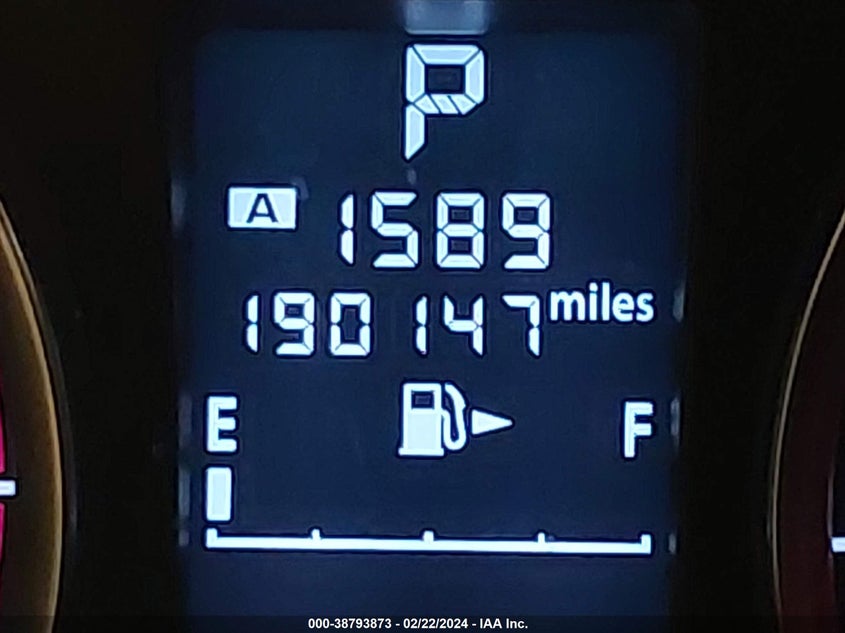 P
A 1589
190147 miles
E F
000-38793873 - 02/22/2024 - IAA Inc.